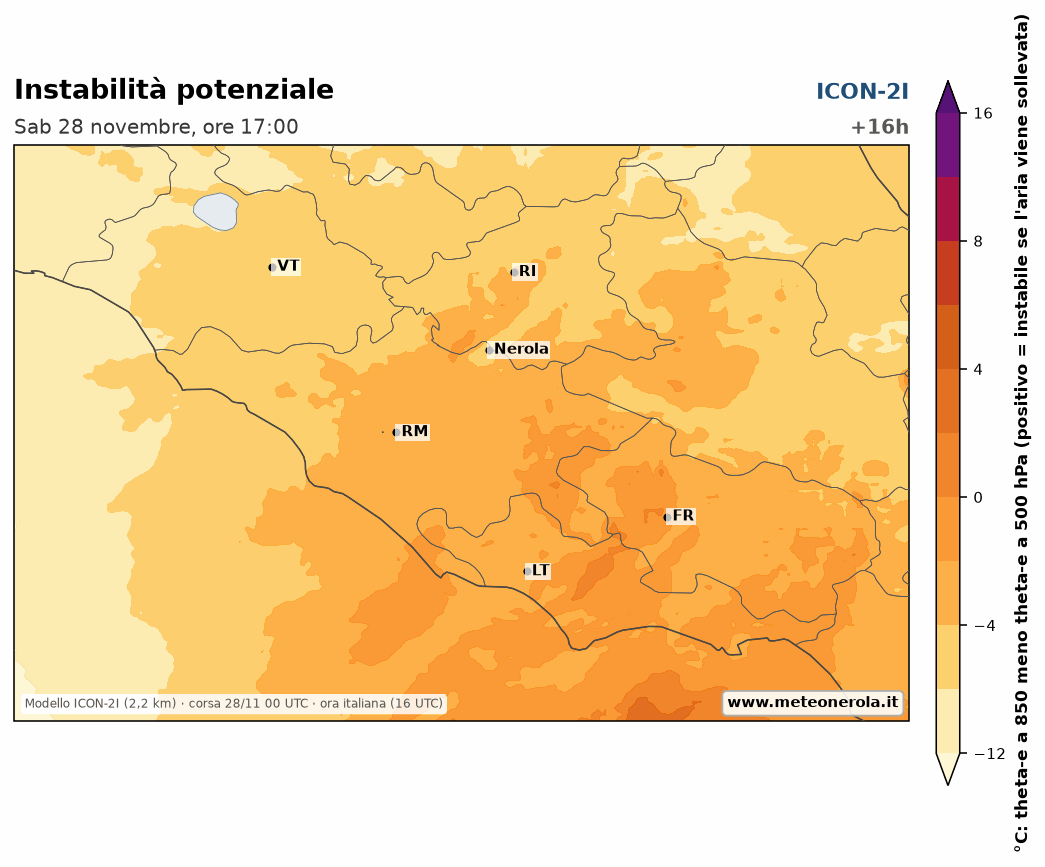 Instabilità potenziale
ICON-2I
Sab 28 novembre, ore 17:00
+16h
VT
RI
Nerola
RM
FR
LT
Modello ICON-2I (2,2 km) · corsa 28/11 00 UTC · ora italiana (16 UTC)
www.meteonerola.it
16
8
4
0
−4
−12
°C: theta-e a 850 meno theta-e a 500 hPa (positivo = instabile se l'aria viene sollevata)